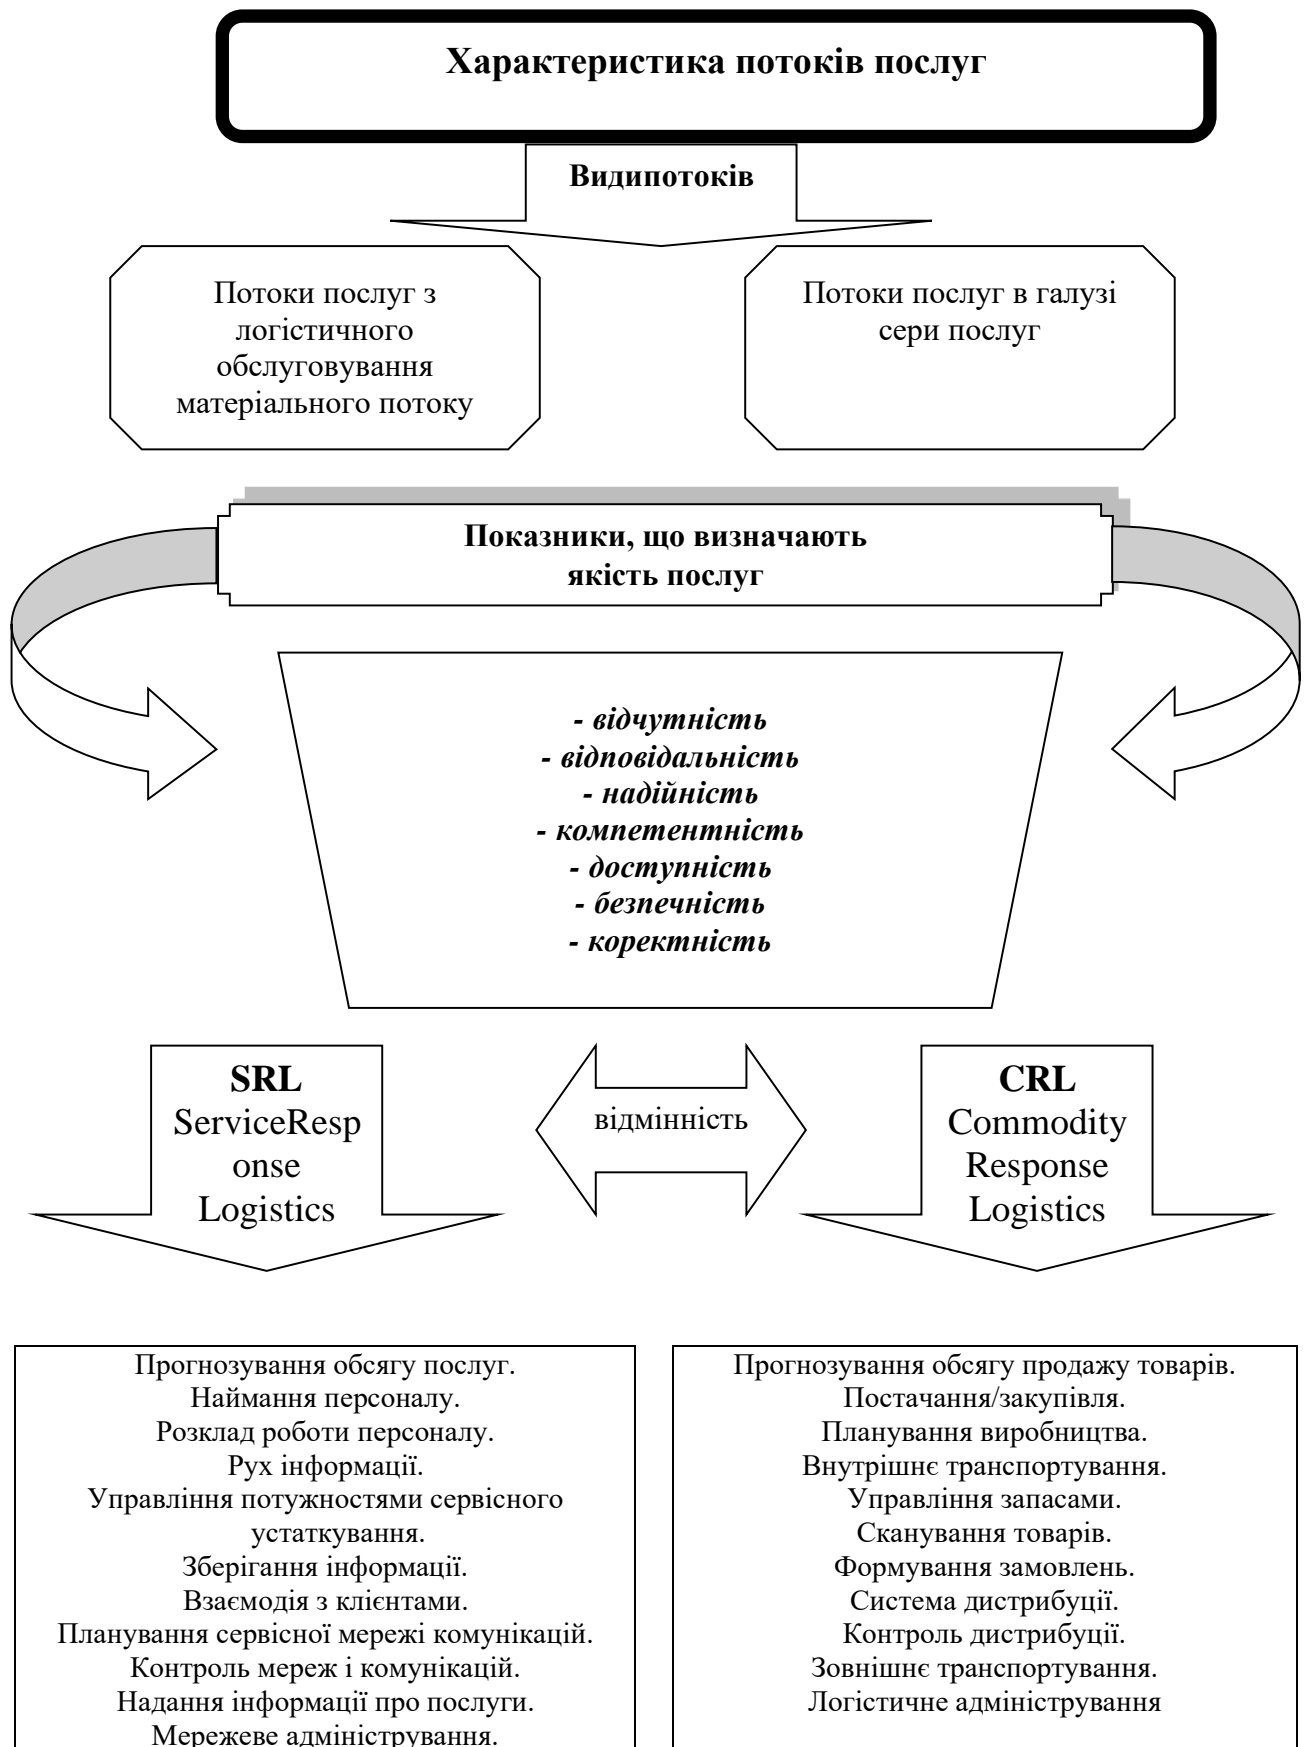 Характеристика потоків послуг
Видипотоків
Потоки послуг з
логістичного
обслуговування
матеріального потоку
Потоки послуг в галузі
сери послуг
Показники, що визначають
якість послуг
- відчутність
- відповідальність
- надійність
- компетентність
- доступність
- безпечність
- коректність
SRL
ServiceResp
onse
Logistics
відмінність
CRL
Commodity
Response
Logistics
Прогнозування обсягу послуг.
Наймання персоналу.
Розклад роботи персоналу.
Рух інформації.
Управління потужностями сервісного
устаткування.
Зберігання інформації.
Взаємодія з клієнтами.
Планування сервісної мережі комунікацій.
Контроль мереж і комунікацій.
Надання інформації про послуги.
Мережеве адміністрування.
Прогнозування обсягу продажу товарів.
Постачання/закупівля.
Планування виробництва.
Внутрішнє транспортування.
Управління запасами.
Сканування товарів.
Формування замовлень.
Система дистрибуції.
Контроль дистрибуції.
Зовнішнє транспортування.
Логістичне адміністрування